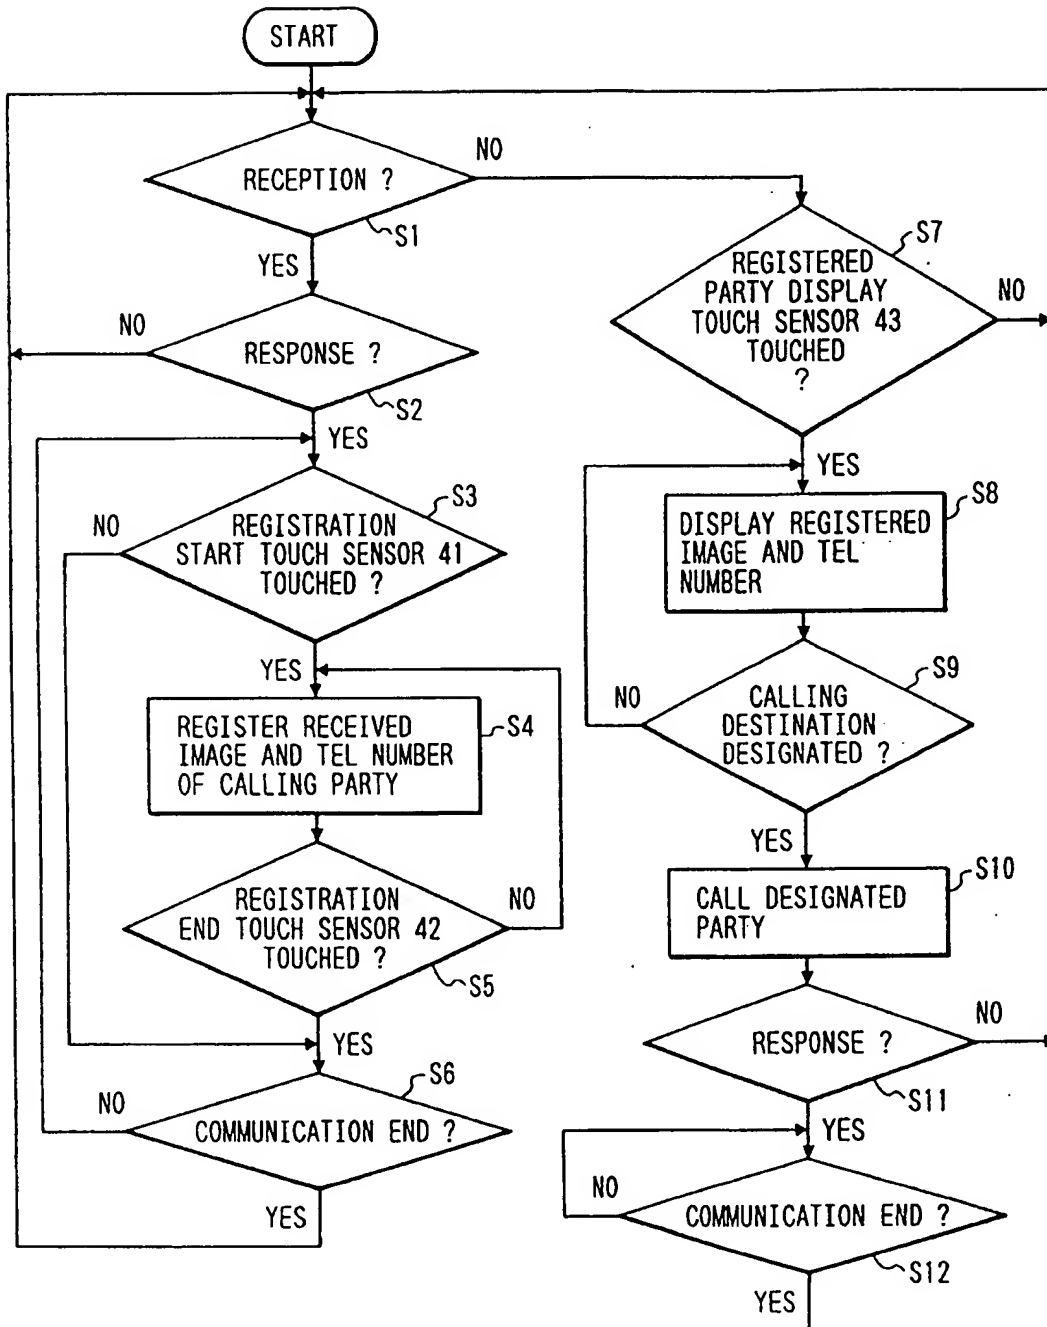 START
RECEPTION ?
NO
S1
YES
NO
RESPONSE ?
S2
YES
S3
NO
REGISTRATION
START TOUCH SENSOR 41
TOUCHED ?
YES
REGISTER RECEIVED
IMAGE AND TEL NUMBER
OF CALLING PARTY
S4
REGISTRATION
END TOUCH SENSOR 42
TOUCHED ?
NO
S5
YES
S6
NO
COMMUNICATION END ?
YES
S7
REGISTERED
PARTY DISPLAY
TOUCH SENSOR 43
TOUCHED
?
NO
YES
S8
DISPLAY REGISTERED
IMAGE AND TEL
NUMBER
S9
NO
CALLING
DESTINATION
DESIGNATED ?
YES
S10
CALL DESIGNATED
PARTY
NO
RESPONSE ?
S11
YES
NO
COMMUNICATION END ?
S12
YES